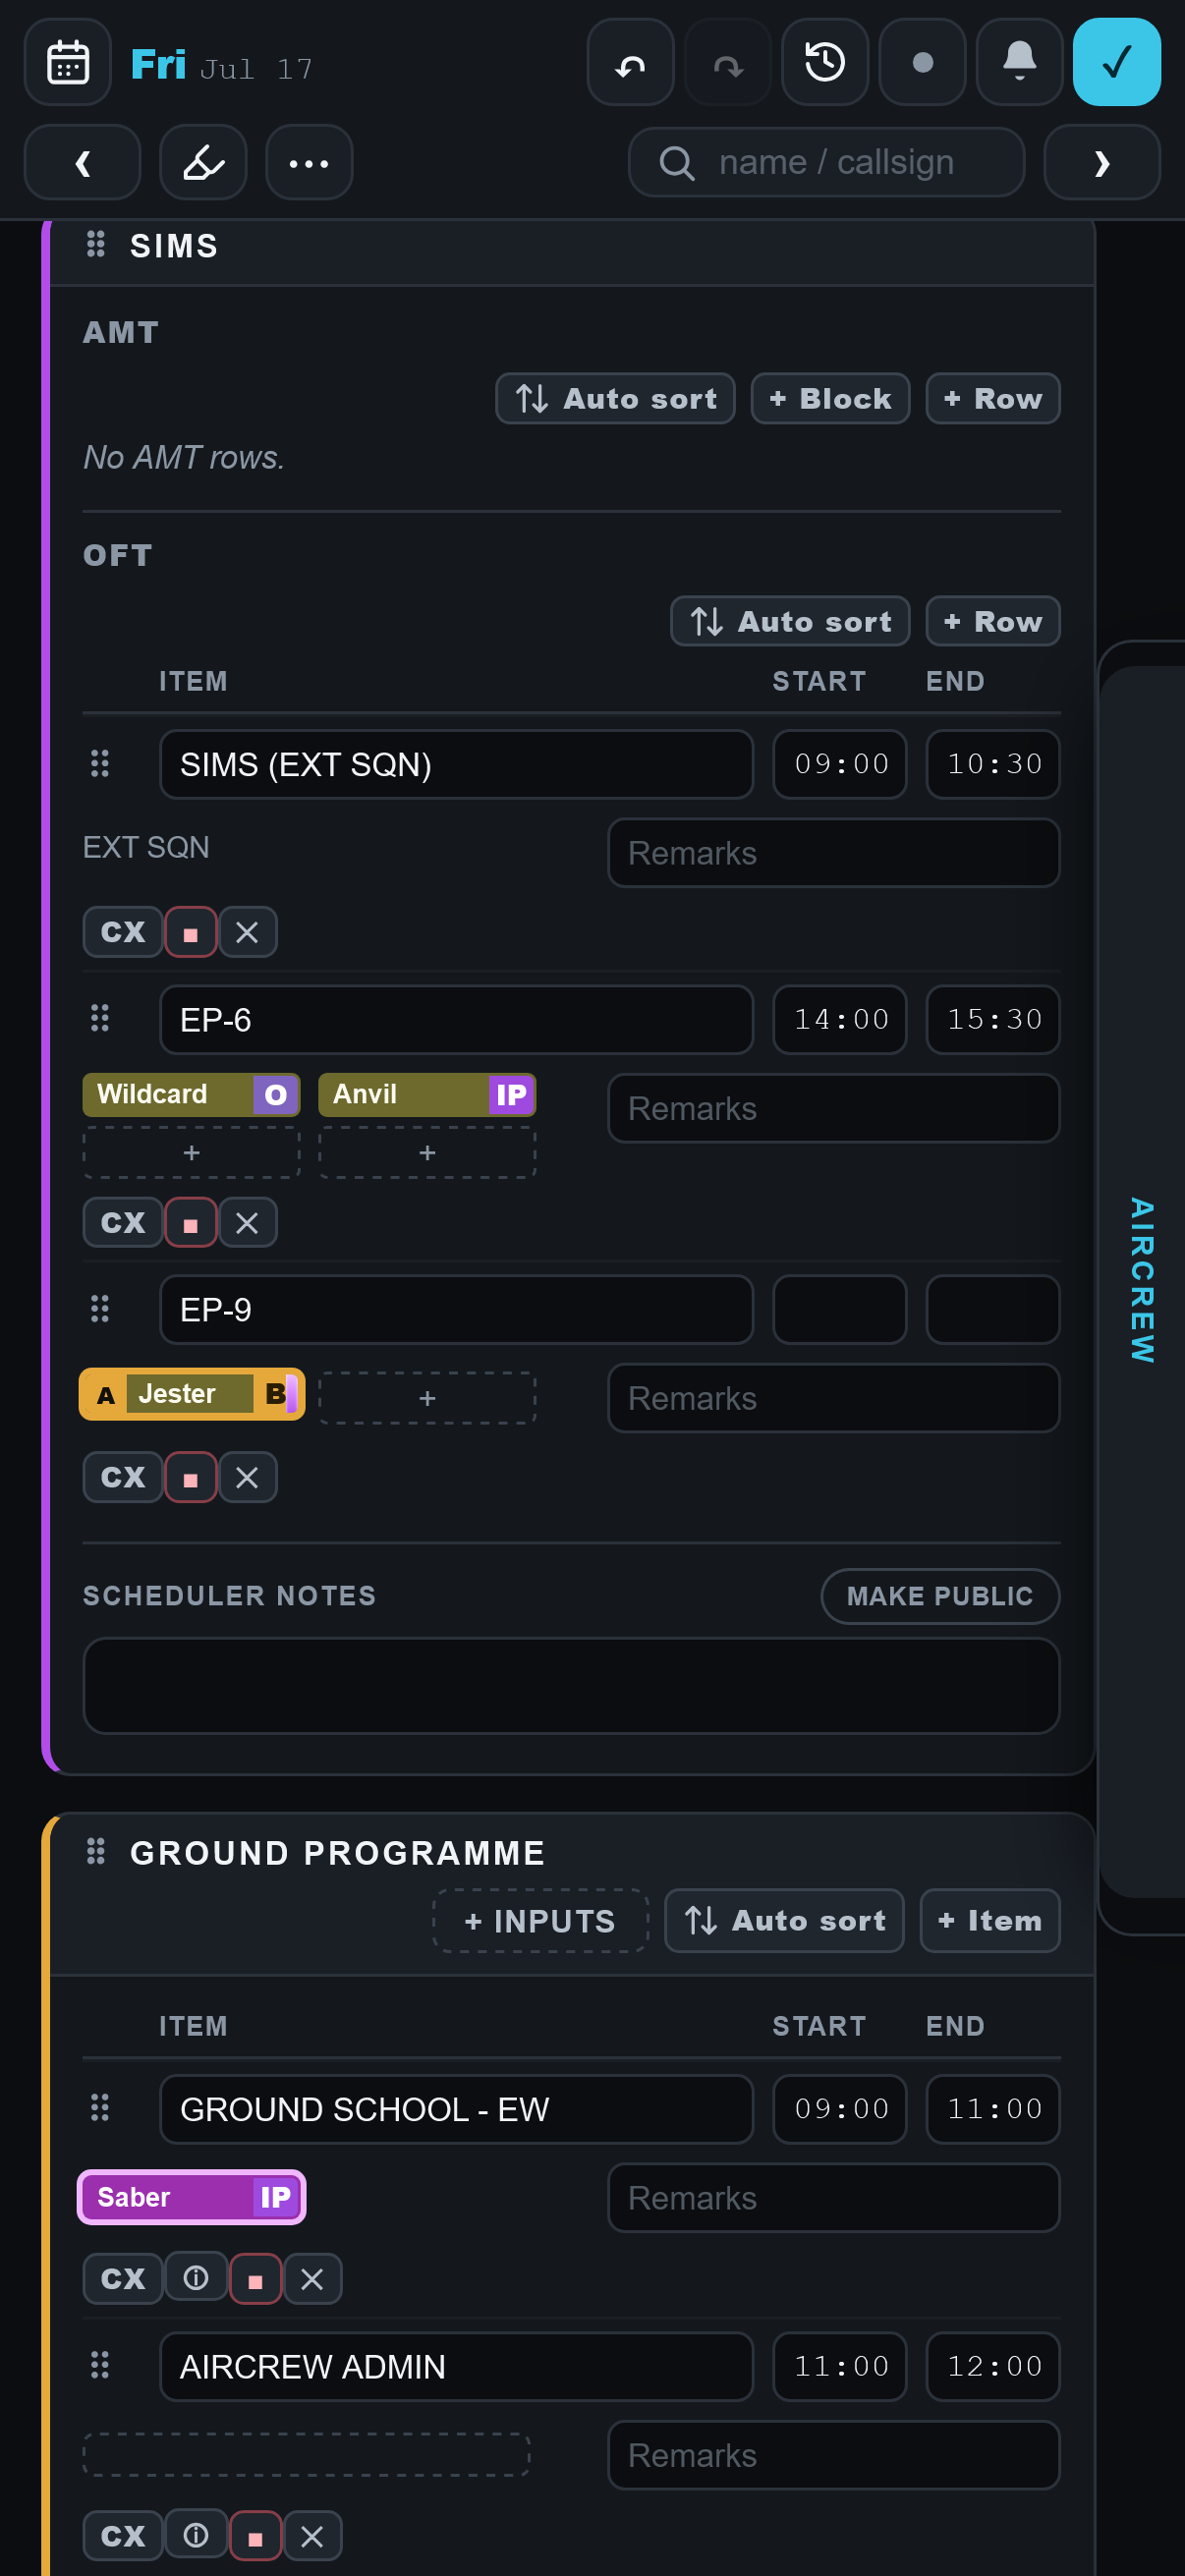 Fri Jul 17
name / callsign
SIMS
AMT
Auto sort + Block + Row
No AMT rows.
OFT
Auto sort + Row
ITEM START END
SIMS (EXT SQN) 09:00 10:30
EXT SQN Remarks
CX
EP-6 14:00 15:30
Wildcard O Anvil IP Remarks
+ +
CX
EP-9
A Jester B + Remarks
CX
SCHEDULER NOTES MAKE PUBLIC
AIRCREW
GROUND PROGRAMME
+ INPUTS Auto sort + Item
ITEM START END
GROUND SCHOOL - EW 09:00 11:00
Saber IP Remarks
CX
AIRCREW ADMIN 11:00 12:00
Remarks
CX